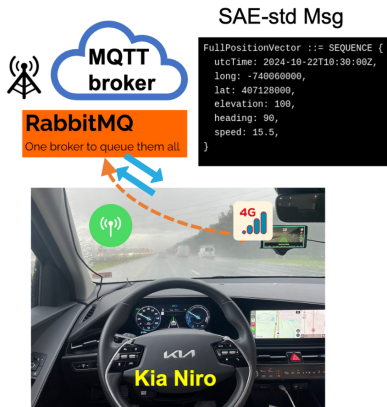 SAE-std Msg
MQTT
broker
FullPositionVector ::= SEQUENCE {
utcTime: 2024-10-22T10:30:00Z,
long: -740060000,
lat: 407128000,
elevation: 100,
heading: 90,
speed: 15.5,
}
RabbitMQ
One broker to queue them all
4G
KIA
Kia Niro